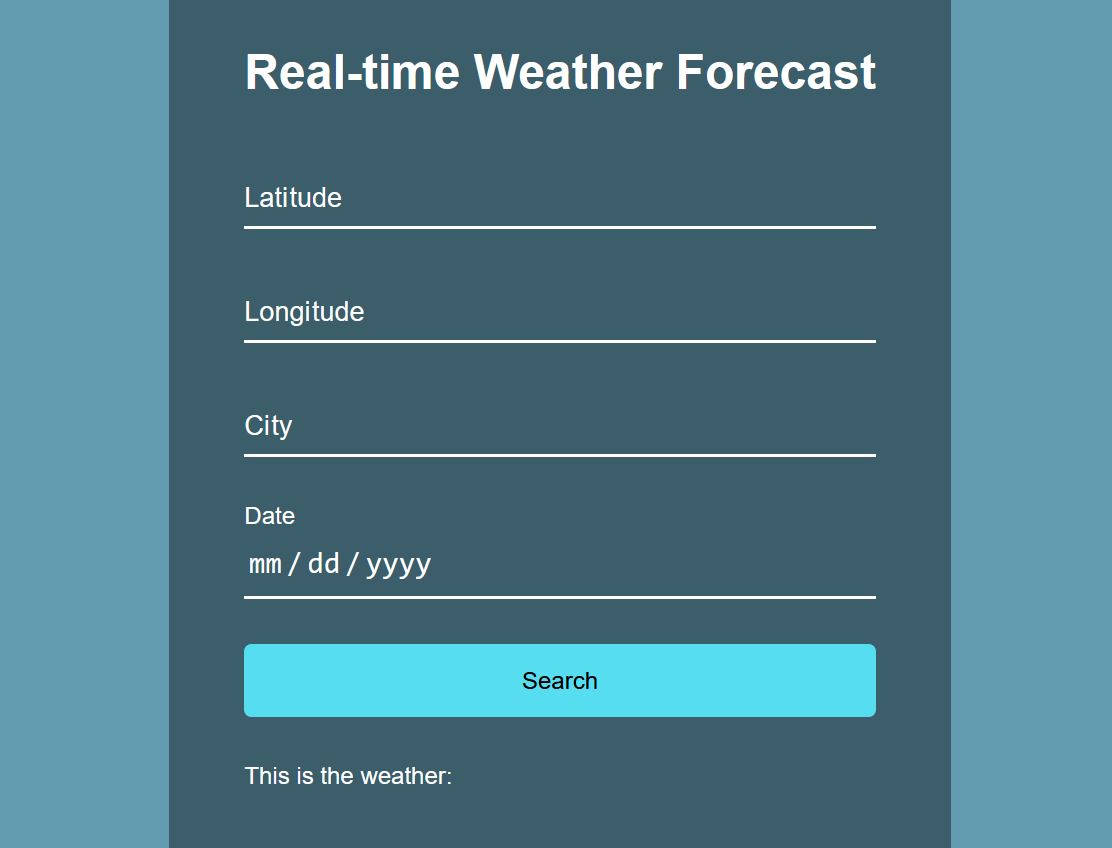 Real-time Weather Forecast
Latitude
Longitude
City
Date
mm / dd / yyyy
Search
This is the weather: